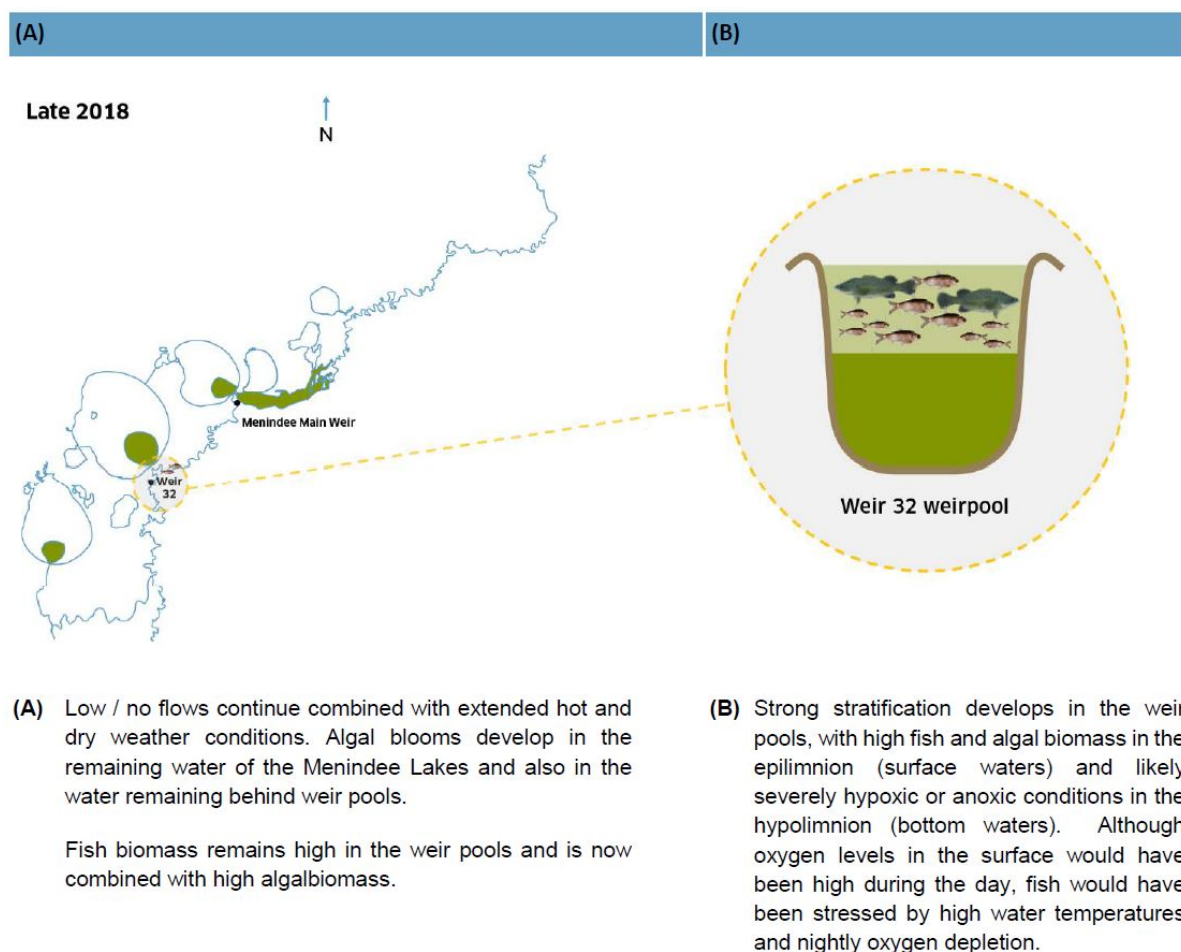 (A)
(B)
Late 2018
N
Menindee Main Weir
Weir
32
Weir 32 weirpool
(A) Low / no flows continue combined with extended hot and
dry weather conditions. Algal blooms develop in the
remaining water of the Menindee Lakes and also in the
water remaining behind weir pools.
Fish biomass remains high in the weir pools and is now
combined with high algalbiomass.
(B) Strong stratification develops in the weir
pools, with high fish and algal biomass in the
epilimnion (surface waters) and likely
severely hypoxic or anoxic conditions in the
hypolimnion (bottom waters). Although
oxygen levels in the surface would have
been high during the day, fish would have
been stressed by high water temperatures
and nightly oxygen depletion.